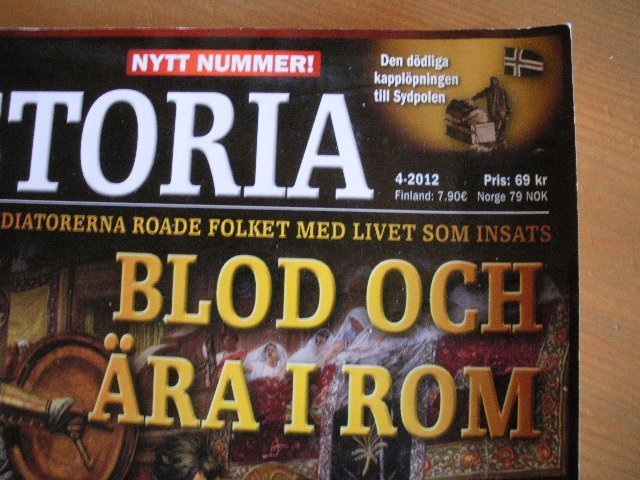 NYTT NUMMER!
Den dödliga
kapplöpningen
till Sydpolen
TORIA
4-2012 Pris: 69 kr
Finland: 7.90€ Norge 79 NOK
DIATORERNA ROADE FOLKET MED LIVET SOM INSATS
BLOD OCH
ÄRA I ROM